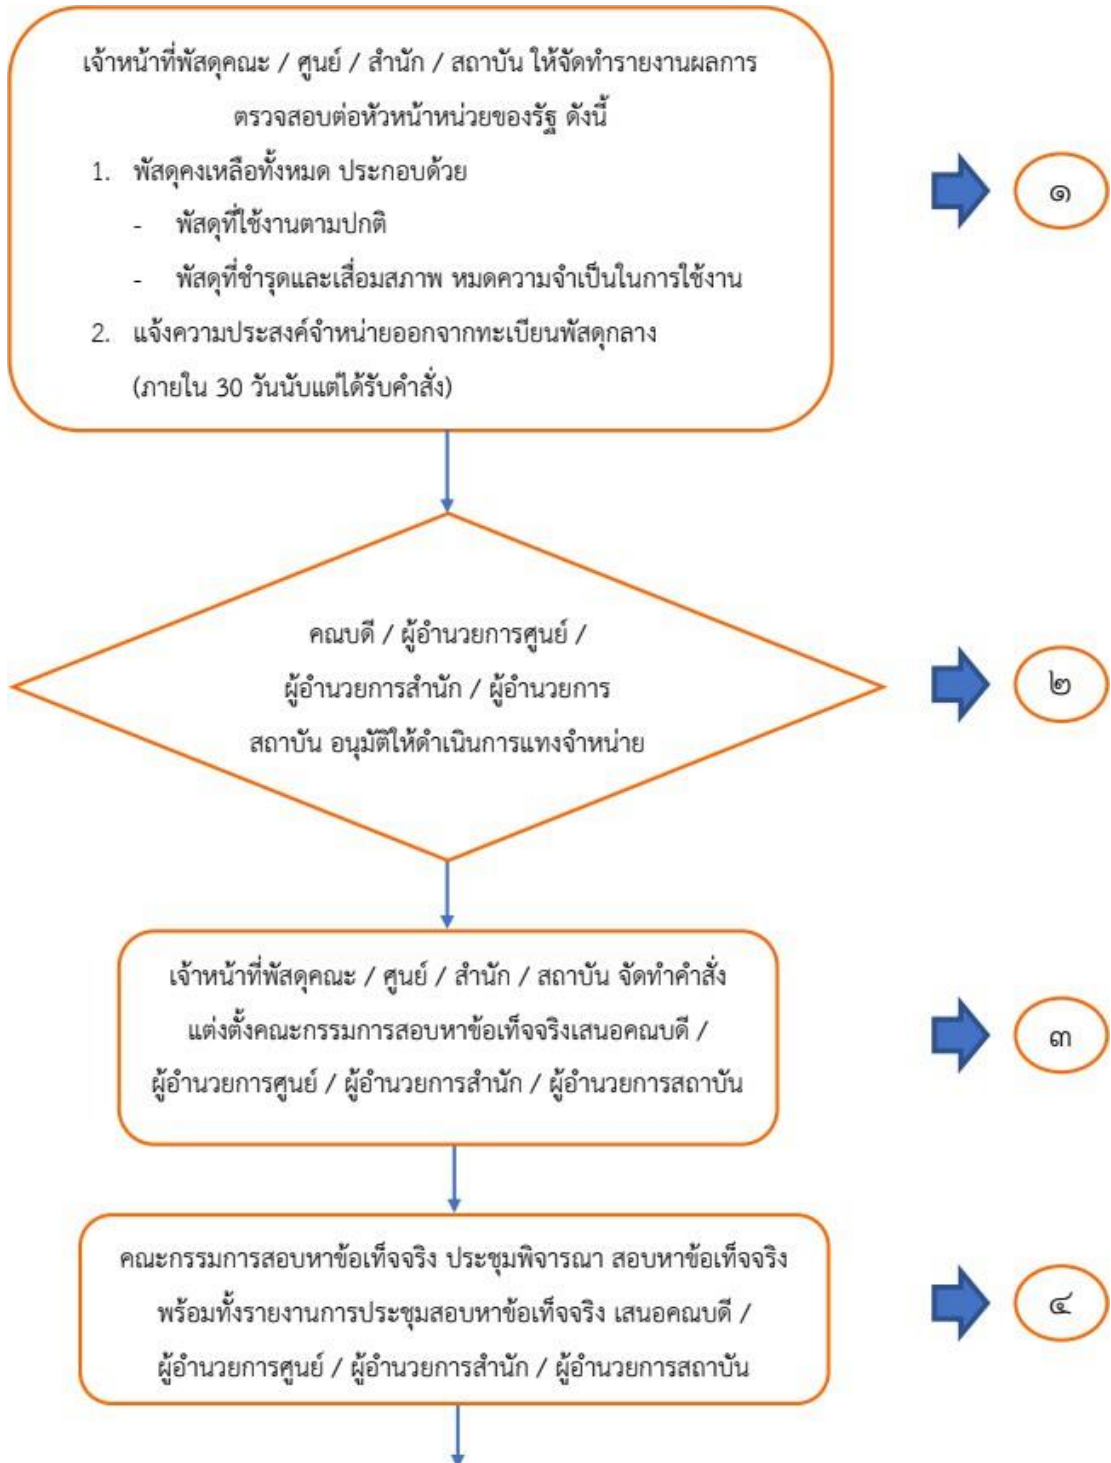 เจ้าหน้าที่พัสดุคณะ / ศูนย์ / สำนัก / สถาบัน ให้จัดทำรายงานผลการ
ตรวจสอบต่อหัวหน้าหน่วยของรัฐ ดังนี้
1. พัสดุคงเหลือทั้งหมด ประกอบด้วย
- พัสดุที่ใช้งานตามปกติ
- พัสดุที่ชำรุดและเสื่อมสภาพ หมดความจำเป็นในการใช้งาน
2. แจ้งความประสงค์จำหน่ายออกจากทะเบียนพัสดุกลาง
(ภายใน 30 วันนับแต่ได้รับคำสั่ง)
๑
คณบดี / ผู้อำนวยการศูนย์ /
ผู้อำนวยการสำนัก / ผู้อำนวยการ
สถาบัน อนุมัติให้ดำเนินการแทงจำหน่าย
๒
เจ้าหน้าที่พัสดุคณะ / ศูนย์ / สำนัก / สถาบัน จัดทำคำสั่ง
แต่งตั้งคณะกรรมการสอบหาข้อเท็จจริงเสนอคณบดี /
ผู้อำนวยการศูนย์ / ผู้อำนวยการสำนัก / ผู้อำนวยการสถาบัน
๓
คณะกรรมการสอบหาข้อเท็จจริง ประชุมพิจารณา สอบหาข้อเท็จจริง
พร้อมทั้งรายงานการประชุมสอบหาข้อเท็จจริง เสนอคณบดี /
ผู้อำนวยการศูนย์ / ผู้อำนวยการสำนัก / ผู้อำนวยการสถาบัน
๔